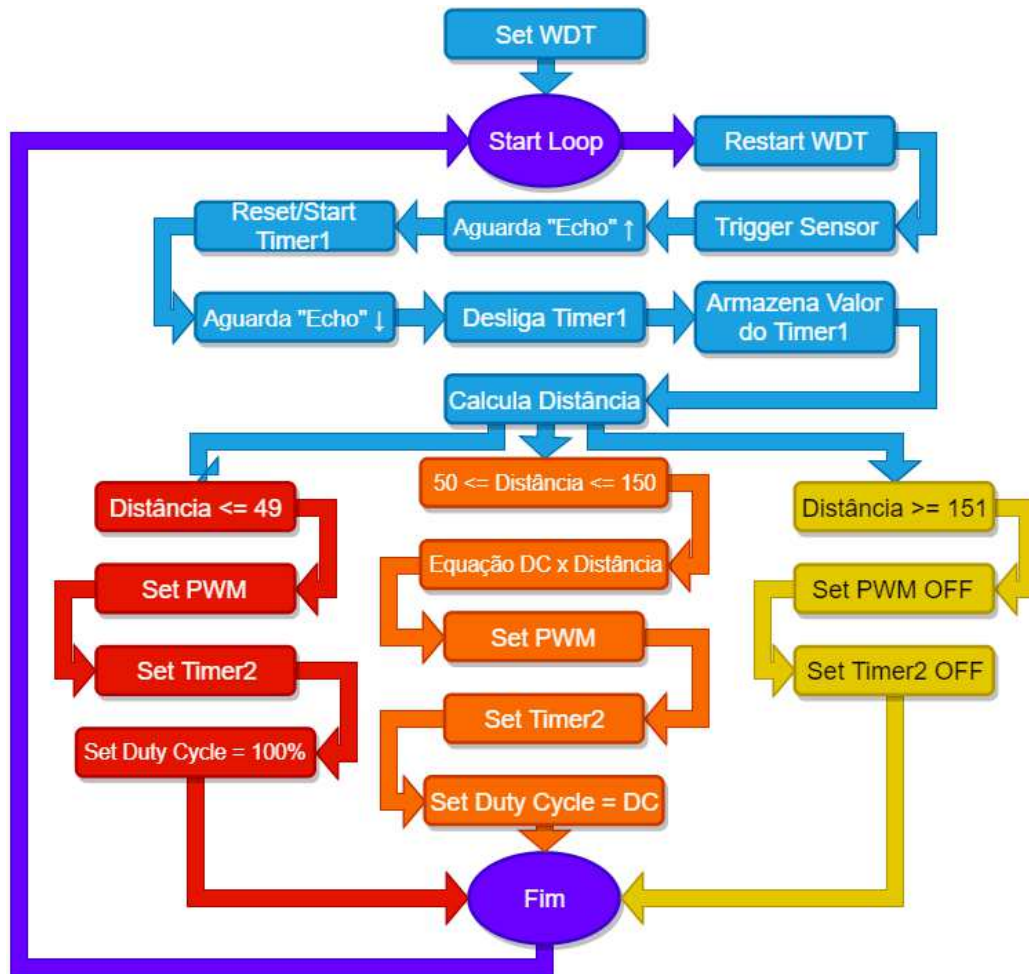 Set WDT
Start Loop
Restart WDT
Reset/Start
Timer1
Aguarda "Echo" ↑
Trigger Sensor
Aguarda "Echo" ↓
Desliga Timer1
Armazena Valor
do Timer1
Calcula Distância
Distância <= 49
Set PWM
Set Timer2
Set Duty Cycle = 100%
50 <= Distância <= 150
Equação DC x Distância
Set PWM
Set Timer2
Set Duty Cycle = DC
Distância >= 151
Set PWM OFF
Set Timer2 OFF
Fim